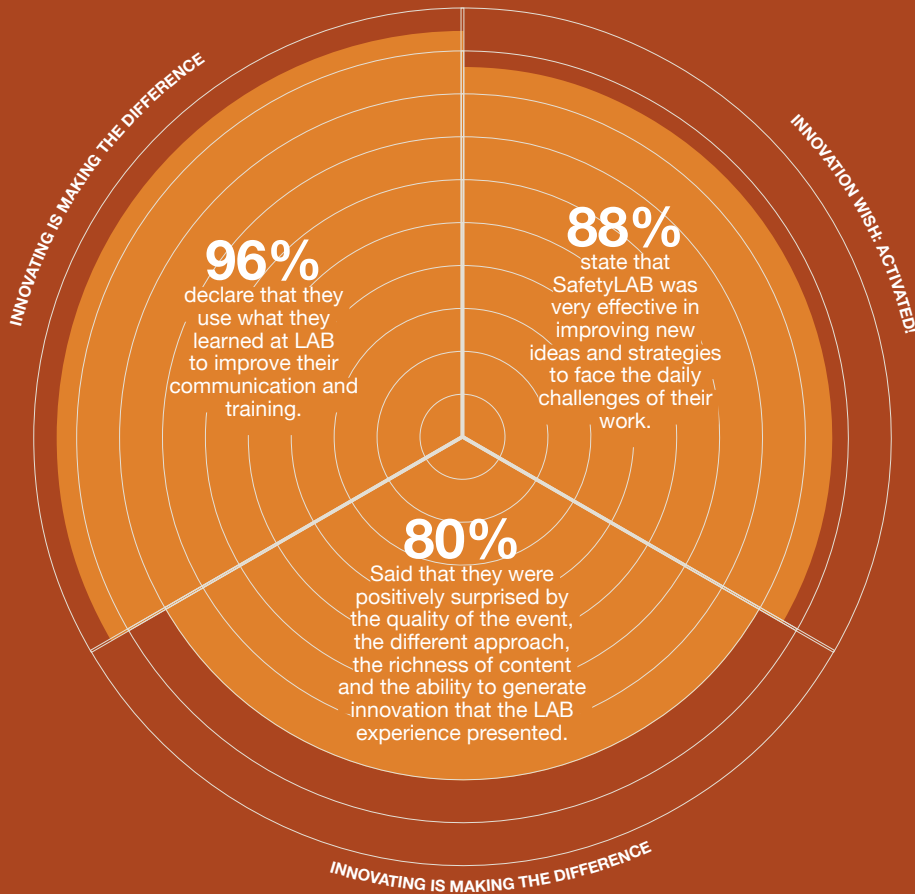 INNOVATING IS MAKING THE DIFFERENCE
96%
declare that they
use what they
learned at LAB
to improve their
communication and
training.
INNOVATION WISH: ACTIVATED!
88%
state that
SafetyLAB was
very effective in
improving new
ideas and strategies
to face the daily
challenges of their
work.
80%
Said that they were
positively surprised by
the quality of the event,
the different approach,
the richness of content
and the ability to generate
innovation that the LAB
experience presented.
INNOVATING IS MAKING THE DIFFERENCE